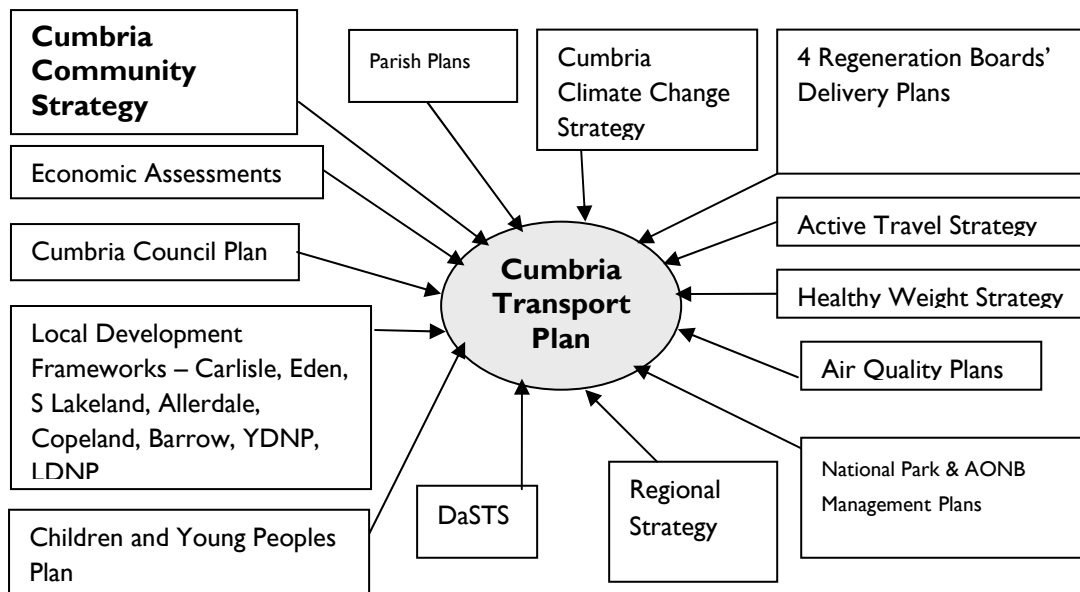 Cumbria
Community
Strategy
Parish Plans
Cumbria
Climate Change
Strategy
4 Regeneration Boards’
Delivery Plans
Economic Assessments
Active Travel Strategy
Cumbria Council Plan
Cumbria
Transport
Plan
Healthy Weight Strategy
Local Development
Frameworks – Carlisle, Eden,
S Lakeland, Allerdale,
Copeland, Barrow, YDNP,
LDNP
Air Quality Plans
National Park & AONB
Management Plans
Regional
Strategy
DaSTS
Children and Young Peoples
Plan